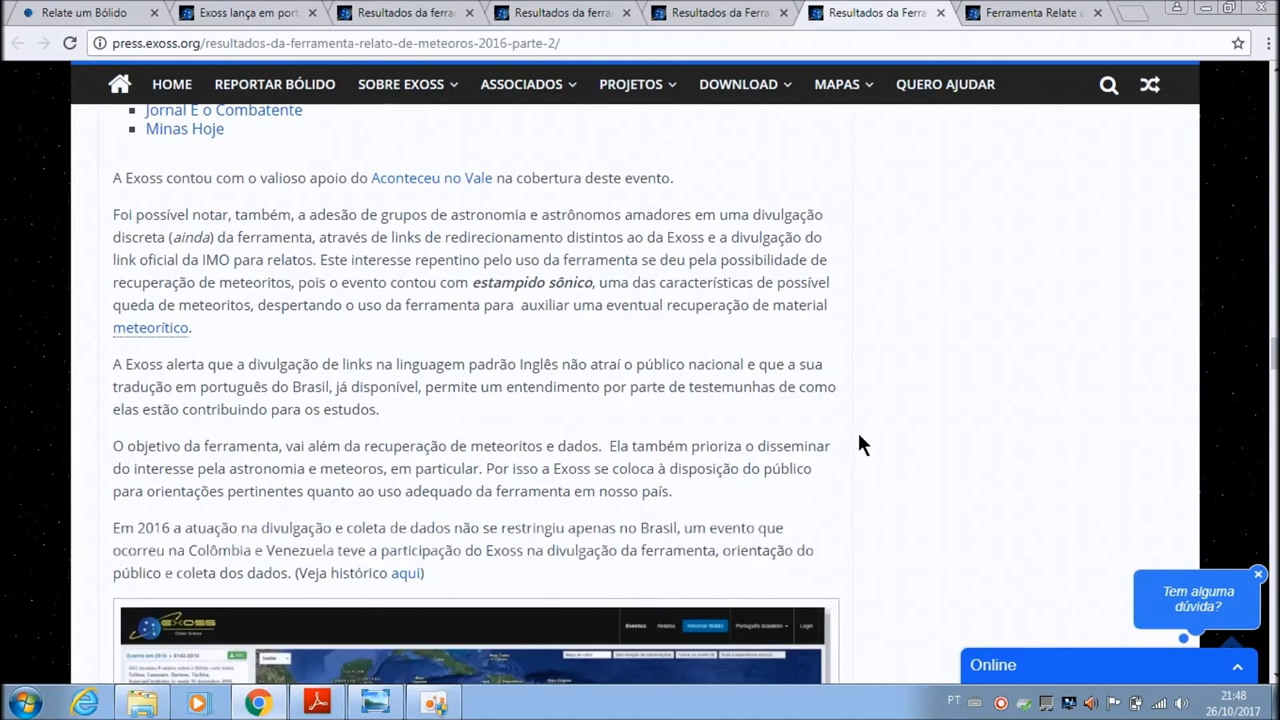 Relate um Bólido
Exoss lança em port
Resultados da ferra
Resultados da ferra
Resultados da Ferra
Resultados da Ferra
Ferramenta Relate u
press.exoss.org/resultados-da-ferramenta-relato-de-meteoros-2016-parte-2/
HOME REPORTAR BÓLIDO SOBRE EXOSS ASSOCIADOS PROJETOS DOWNLOAD MAPAS QUERO AJUDAR
Jornal E o Combatente
Minas Hoje
A Exoss contou com o valioso apoio do Aconteceu no Vale na cobertura deste evento.
Foi possível notar, também, a adesão de grupos de astronomia e astrônomos amadores em uma divulgação
discreta (ainda) da ferramenta, através de links de redirecionamento distintos ao da Exoss e a divulgação do
link oficial da IMO para relatos. Este interesse repentino pelo uso da ferramenta se deu pela possibilidade de
recuperação de meteoritos, pois o evento contou com estampido sônico, uma das características de possível
queda de meteoritos, despertando o uso da ferramenta para auxiliar uma eventual recuperação de material
meteorítico.
A Exoss alerta que a divulgação de links na linguagem padrão Inglês não atraí o público nacional e que a sua
tradução em português do Brasil, já disponível, permite um entendimento por parte de testemunhas de como
elas estão contribuindo para os estudos.
O objetivo da ferramenta, vai além da recuperação de meteoritos e dados. Ela também prioriza o disseminar
do interesse pela astronomia e meteoros, em particular. Por isso a Exoss se coloca à disposição do público
para orientações pertinentes quanto ao uso adequado da ferramenta em nosso país.
Em 2016 a atuação na divulgação e coleta de dados não se restringiu apenas no Brasil, um evento que
ocorreu na Colômbia e Venezuela teve a participação do Exoss na divulgação da ferramenta, orientação do
público e coleta dos dados. (Veja histórico aqui)
EXOSS
Eventos
Português brasileiro
Login
Tem alguma
dúvida?
Online
PT
21:48
26/10/2017